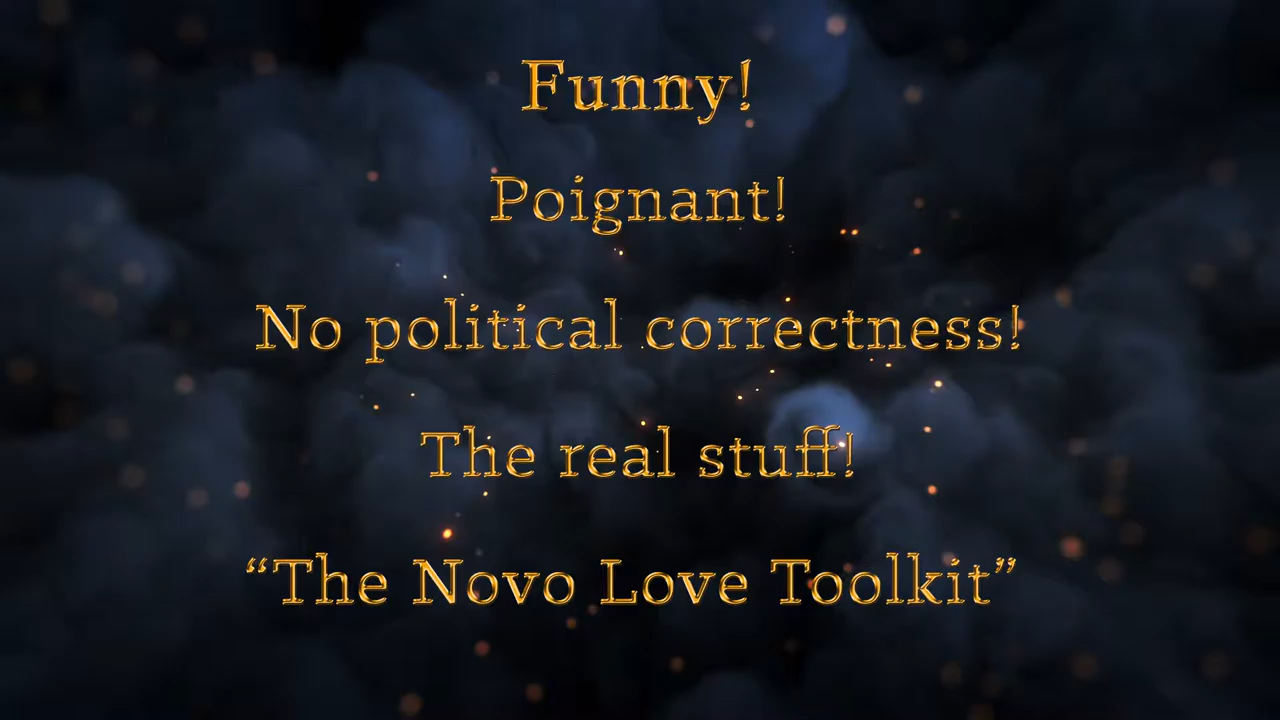 Funny!
Poignant!
No political correctness!
The real stuff!
“The Novo Love Toolkit”